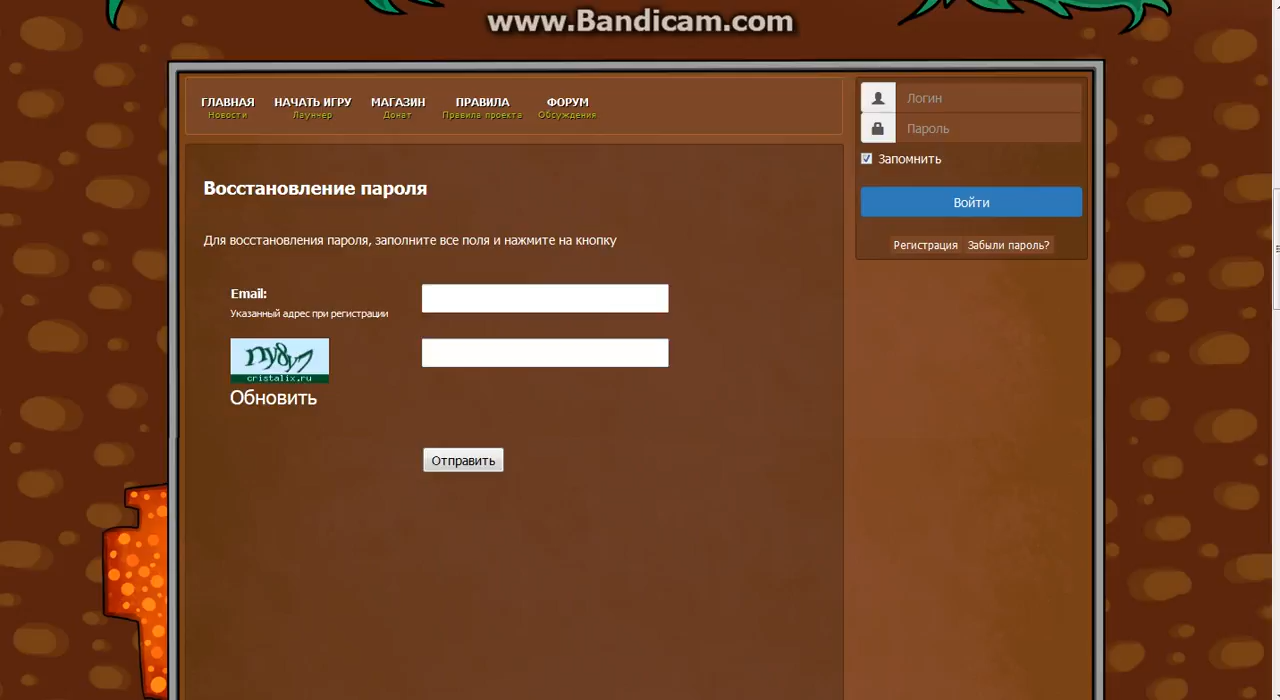 www.Bandicam.com
ГЛАВНАЯ НАЧАТЬ ИГРУ МАГАЗИН ПРАВИЛА ФОРУМ
Новости Лаунчер Донат Правила проекта Обсуждения
Логин
Пароль
Запомнить
Войти
Регистрация Забыли пароль?
Восстановление пароля
Для восстановления пароля, заполните все поля и нажмите на кнопку
Email:
Указанный адрес при регистрации
cristalix.ru
Обновить
Отправить